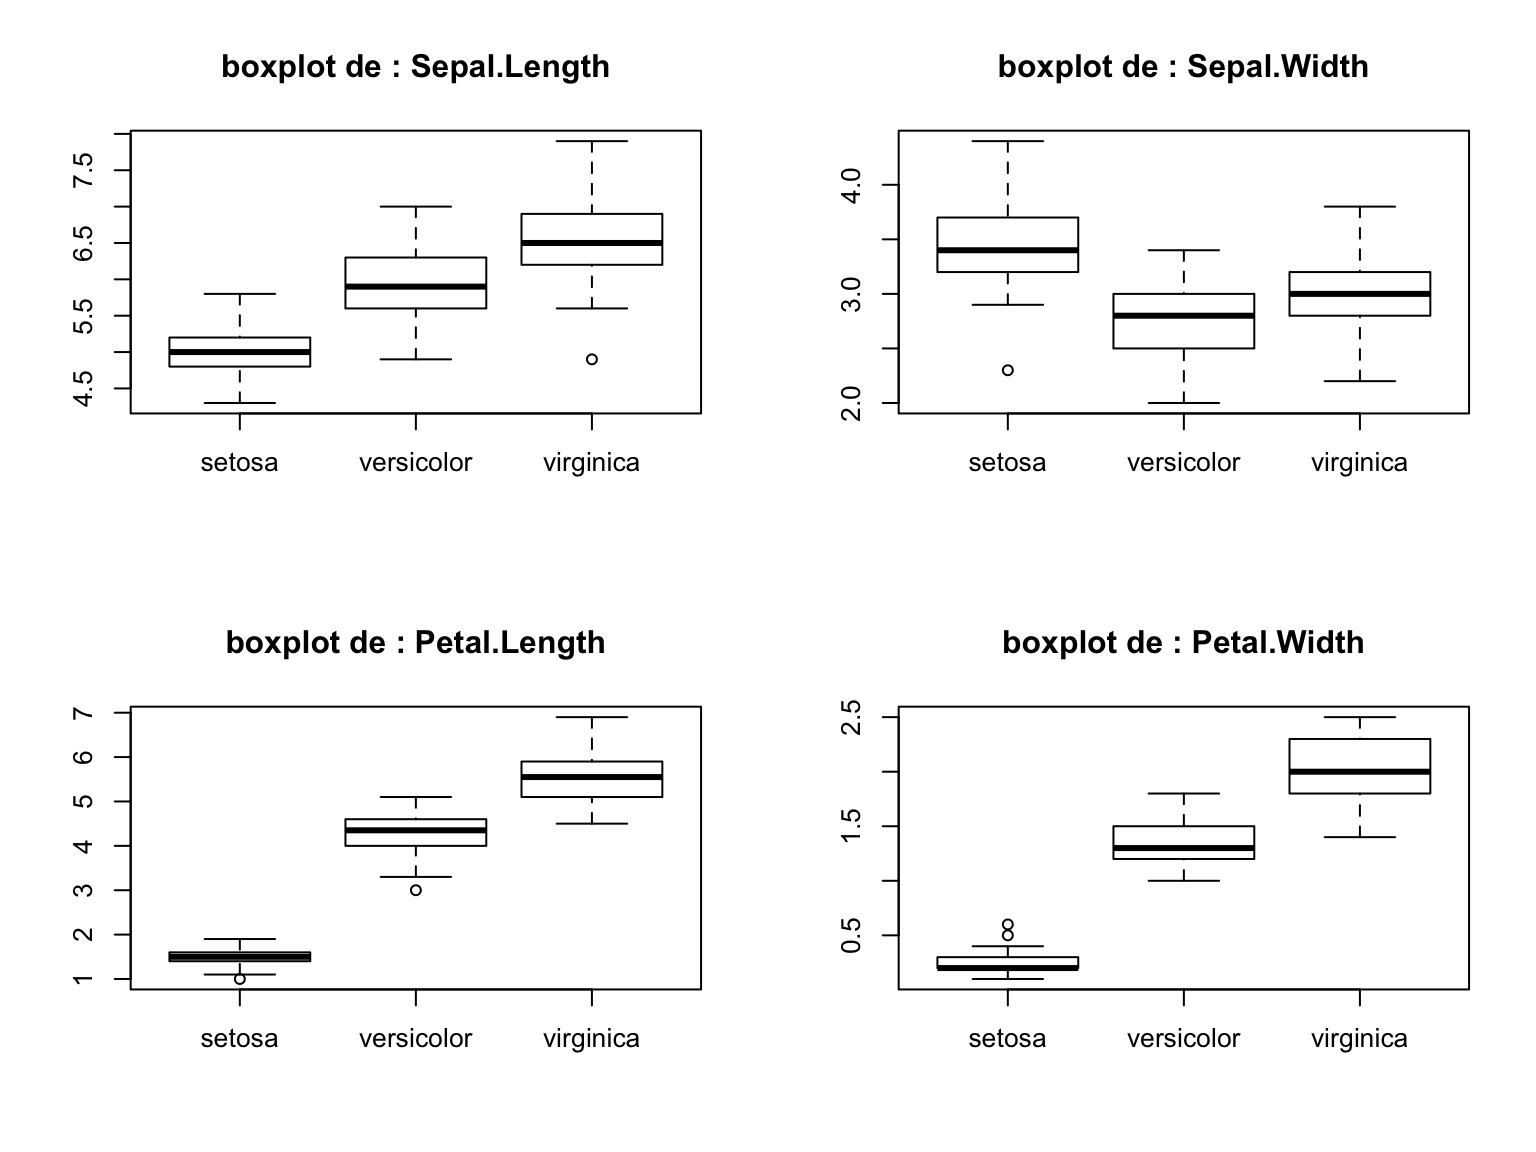 boxplot de : Sepal.Length
7.5
6.5
5.5
4.5
setosa versicolor virginica
boxplot de : Sepal.Width
4.0
3.0
2.0
setosa versicolor virginica
boxplot de : Petal.Length
7
6
5
4
3
2
1
setosa versicolor virginica
boxplot de : Petal.Width
2.5
1.5
0.5
setosa versicolor virginica